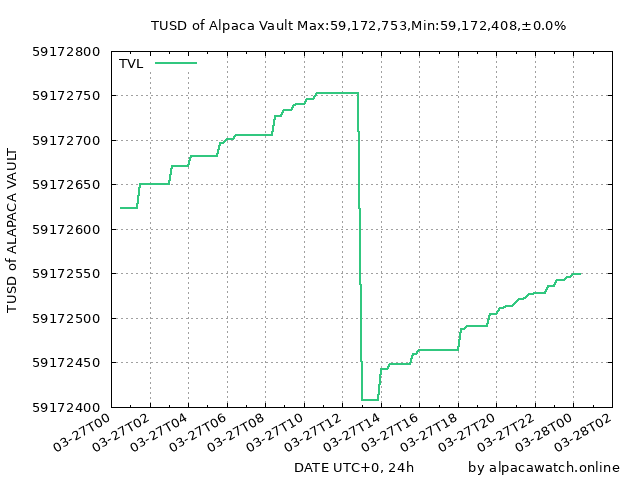 TUSD of Alpaca Vault Max:59,172,753,Min:59,172,408,±0.0%
TVL
59172800
59172750
59172700
59172650
59172600
59172550
59172500
59172450
59172400
TUSD of ALAPACA VAULT
03-27T00
03-27T02
03-27T04
03-27T06
03-27T08
03-27T10
03-27T12
03-27T14
03-27T16
03-27T18
03-27T20
03-27T22
03-28T00
03-28T02
DATE UTC+0, 24h
by alpacawatch.online